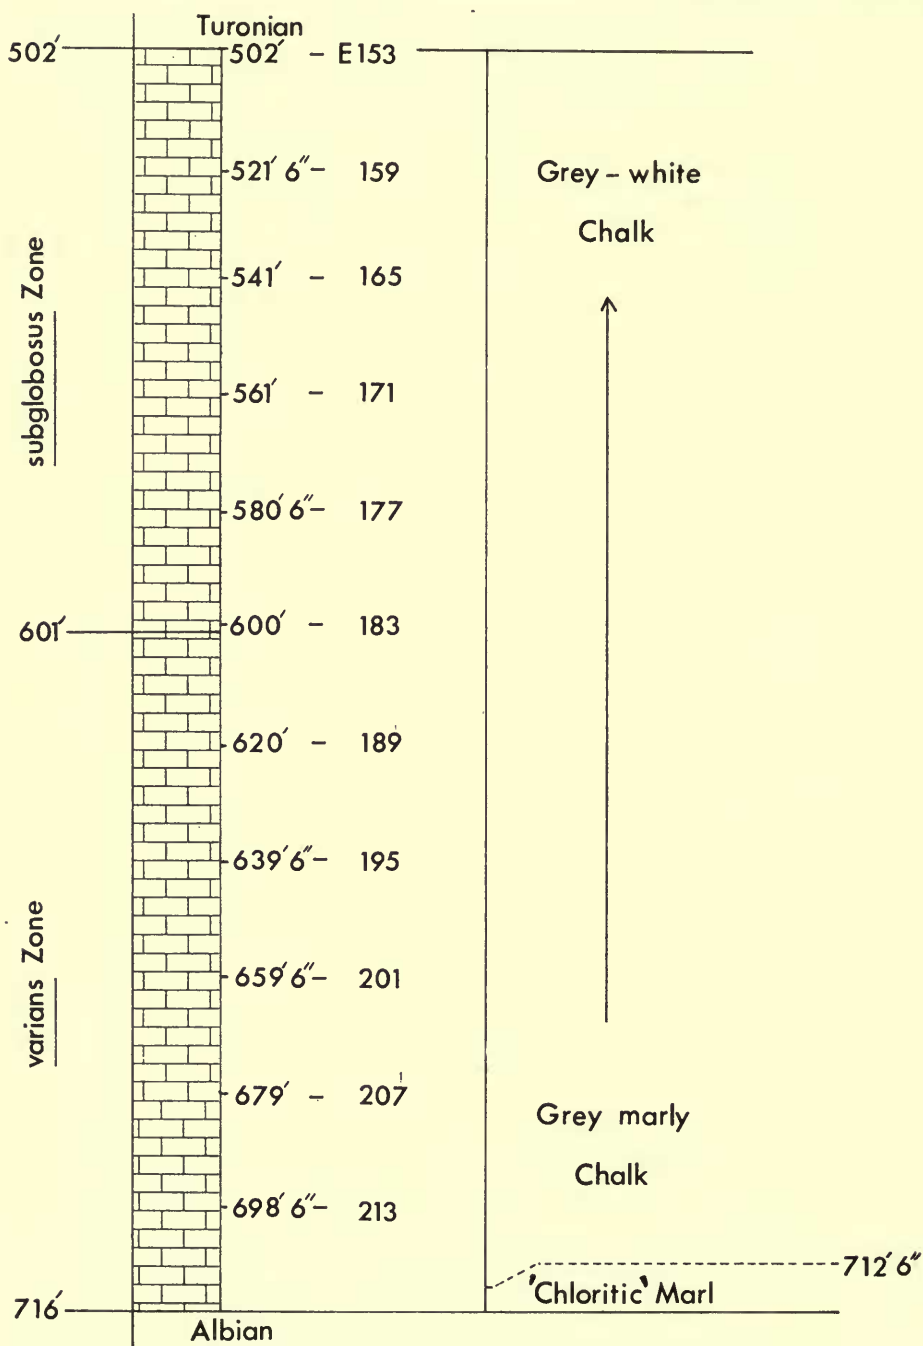 Turonian
502′ 502′ – E 153
521′ 6″ – 159
Grey – white
Chalk
541′ – 165
subglobosus Zone
561′ – 171
580′ 6″ – 177
601′ 600′ – 183
620′ – 189
639′ 6″ – 195
varians Zone
659′ 6″ – 201
679′ – 207
Grey marly
Chalk
698′ 6″ – 213
712′ 6″
'Chloritic' Marl
716′
Albian